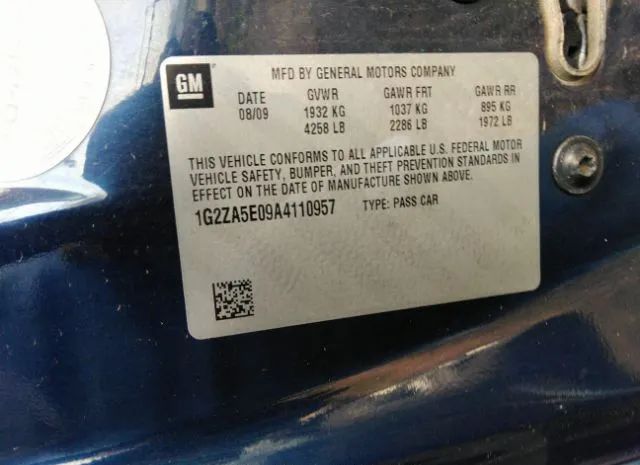 GM
MFD BY GENERAL MOTORS COMPANY
DATE GVWR GAWR FRT GAWR RR
08/09 1932 KG 1037 KG 895 KG
4258 LB 2286 LB 1972 LB
THIS VEHICLE CONFORMS TO ALL APPLICABLE U.S. FEDERAL MOTOR
VEHICLE SAFETY, BUMPER, AND THEFT PREVENTION STANDARDS IN
EFFECT ON THE DATE OF MANUFACTURE SHOWN ABOVE.
1G2ZA5E09A4110957 TYPE: PASS CAR